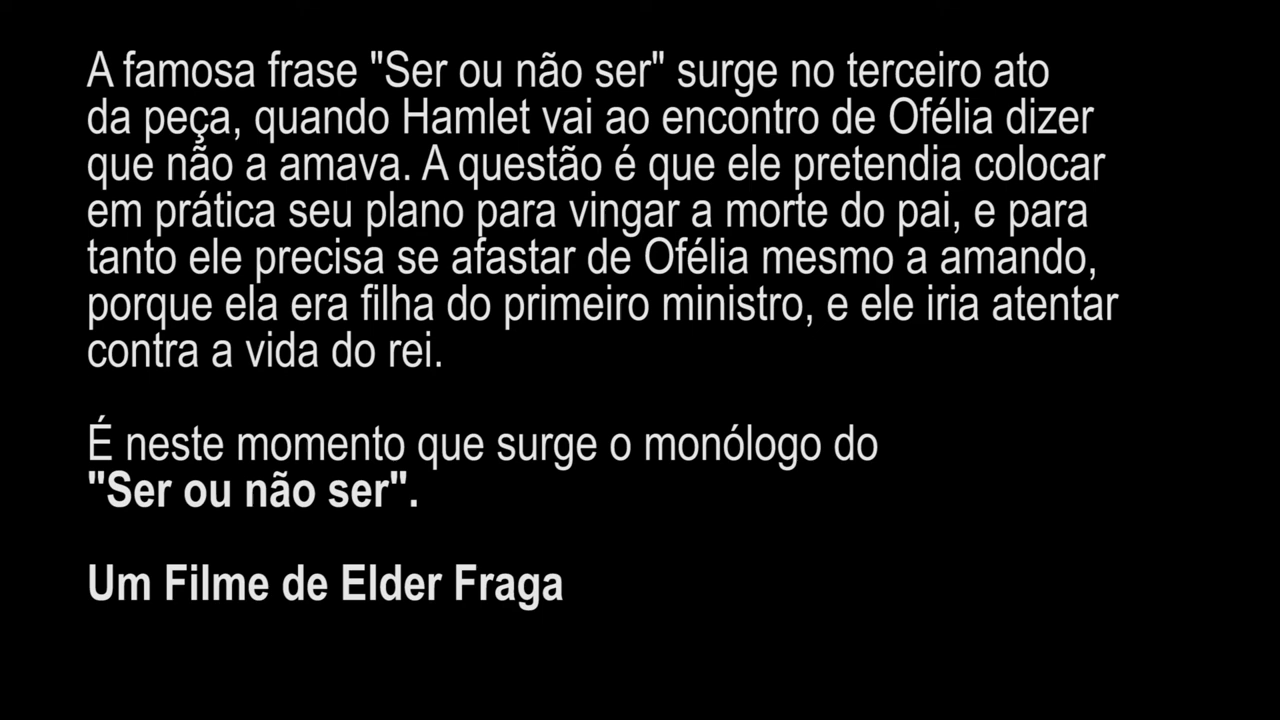 A famosa frase "Ser ou não ser" surge no terceiro ato
da peça, quando Hamlet vai ao encontro de Ofélia dizer
que não a amava. A questão é que ele pretendia colocar
em prática seu plano para vingar a morte do pai, e para
tanto ele precisa se afastar de Ofélia mesmo a amando,
porque ela era filha do primeiro ministro, e ele iria atentar
contra a vida do rei.
É neste momento que surge o monólogo do
"Ser ou não ser".
Um Filme de Elder Fraga